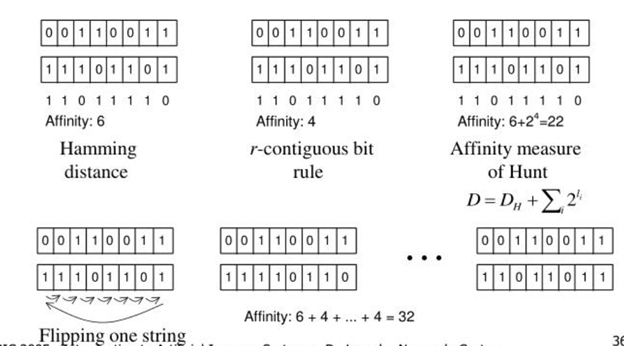 0 0 1 1 0 0 1 1
1 1 1 0 1 1 0 1
1 1 0 1 1 1 1 0
Affinity: 6
Hamming
distance
0 0 1 1 0 0 1 1
1 1 1 0 1 1 0 1
1 1 0 1 1 1 1 0
Affinity: 4
r-contiguous bit
rule
0 0 1 1 0 0 1 1
1 1 1 0 1 1 0 1
1 1 0 1 1 1 1 0
Affinity: 6+2⁴=22
Affinity measure
of Hunt
D = D_H + ∑_i 2^{l_i}
0 0 1 1 0 0 1 1
1 1 1 0 1 1 0 1
Flipping one string
0 0 1 1 0 0 1 1
1 1 1 1 0 1 1 0
• • •
0 0 1 1 0 0 1 1
1 1 0 1 1 0 1 1
Affinity: 6 + 4 + ... + 4 = 32
36